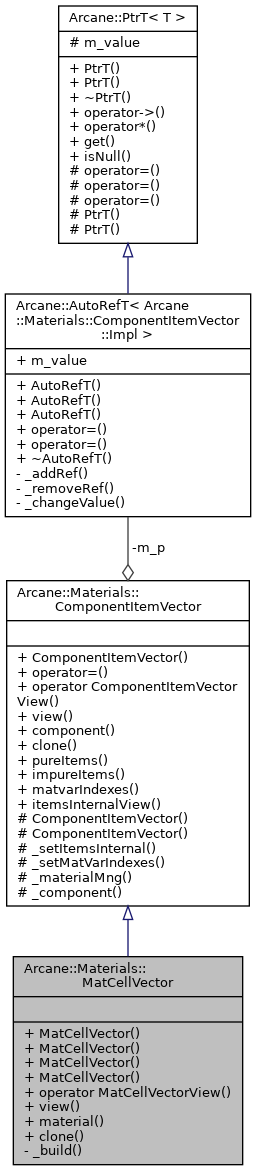 Arcane::PtrT< T >
# m_value
+ PtrT()
+ PtrT()
+ ~PtrT()
+ operator->()
+ operator*()
+ get()
+ isNull()
# operator=()
# operator=()
# operator=()
# PtrT()
# PtrT()
Arcane::AutoRefT< Arcane
::Materials::ComponentItemVector
::Impl >
+ m_value
+ AutoRefT()
+ AutoRefT()
+ AutoRefT()
+ operator=()
+ operator=()
+ ~AutoRefT()
- _addRef()
- _removeRef()
- _changeValue()
-m_p
Arcane::Materials::
ComponentItemVector
+ ComponentItemVector()
+ operator=()
+ operator ComponentItemVector
View()
+ view()
+ component()
+ clone()
+ pureItems()
+ impureItems()
+ matvarIndexes()
+ itemsInternalView()
# ComponentItemVector()
# ComponentItemVector()
# _setItemsInternal()
# _setMatVarIndexes()
# _materialMng()
# _component()
Arcane::Materials::
MatCellVector
+ MatCellVector()
+ MatCellVector()
+ MatCellVector()
+ MatCellVector()
+ operator MatCellVectorView()
+ view()
+ material()
+ clone()
- _build()